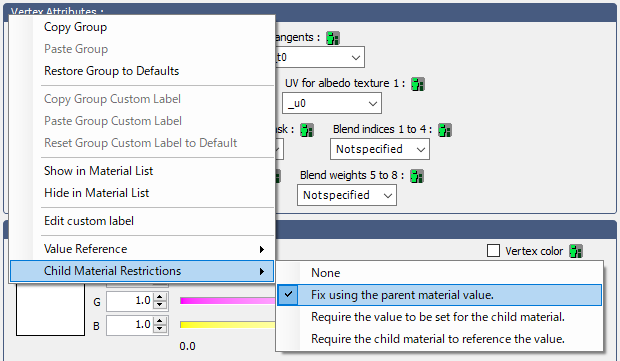 Vertex Attributes :
Copy Group
Paste Group
Restore Group to Defaults
Copy Group Custom Label
Paste Group Custom Label
Reset Group Custom Label to Default
Show in Material List
Hide in Material List
Edit custom label
Value Reference
Child Material Restrictions
None
Fix using the parent material value.
Require the value to be set for the child material.
Require the child material to reference the value.
angents :
t0
UV for albedo texture 1 :
_u0
sk :
Blend indices 1 to 4 :
Notspecified
Blend weights 5 to 8 :
Notspecified
Vertex color
G 1.0
B 1.0
0.0